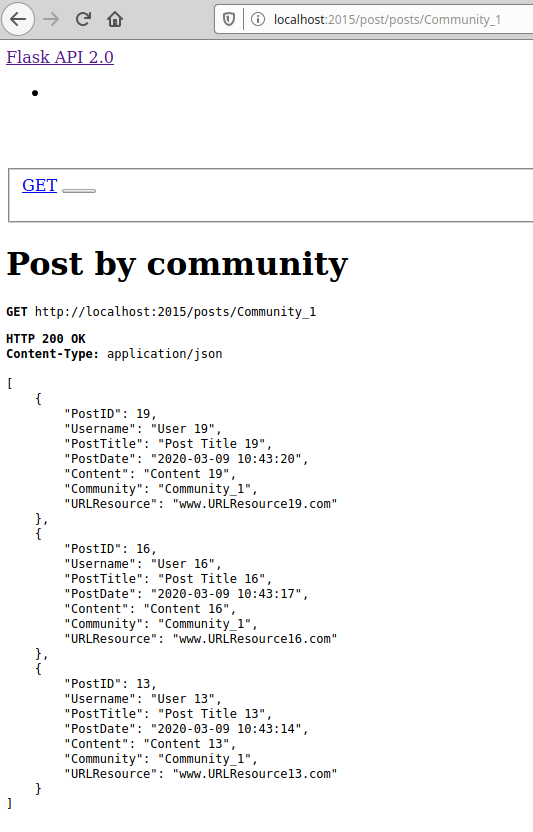 localhost:2015/post/posts/Community_1
Flask API 2.0
GET
Post by community
GET http://localhost:2015/posts/Community_1
HTTP 200 OK
Content-Type: application/json
[
    {
        "PostID": 19,
        "Username": "User 19",
        "PostTitle": "Post Title 19",
        "PostDate": "2020-03-09 10:43:20",
        "Content": "Content 19",
        "Community": "Community_1",
        "URLResource": "www.URLResource19.com"
    },
    {
        "PostID": 16,
        "Username": "User 16",
        "PostTitle": "Post Title 16",
        "PostDate": "2020-03-09 10:43:17",
        "Content": "Content 16",
        "Community": "Community_1",
        "URLResource": "www.URLResource16.com"
    },
    {
        "PostID": 13,
        "Username": "User 13",
        "PostTitle": "Post Title 13",
        "PostDate": "2020-03-09 10:43:14",
        "Content": "Content 13",
        "Community": "Community_1",
        "URLResource": "www.URLResource13.com"
    }
]